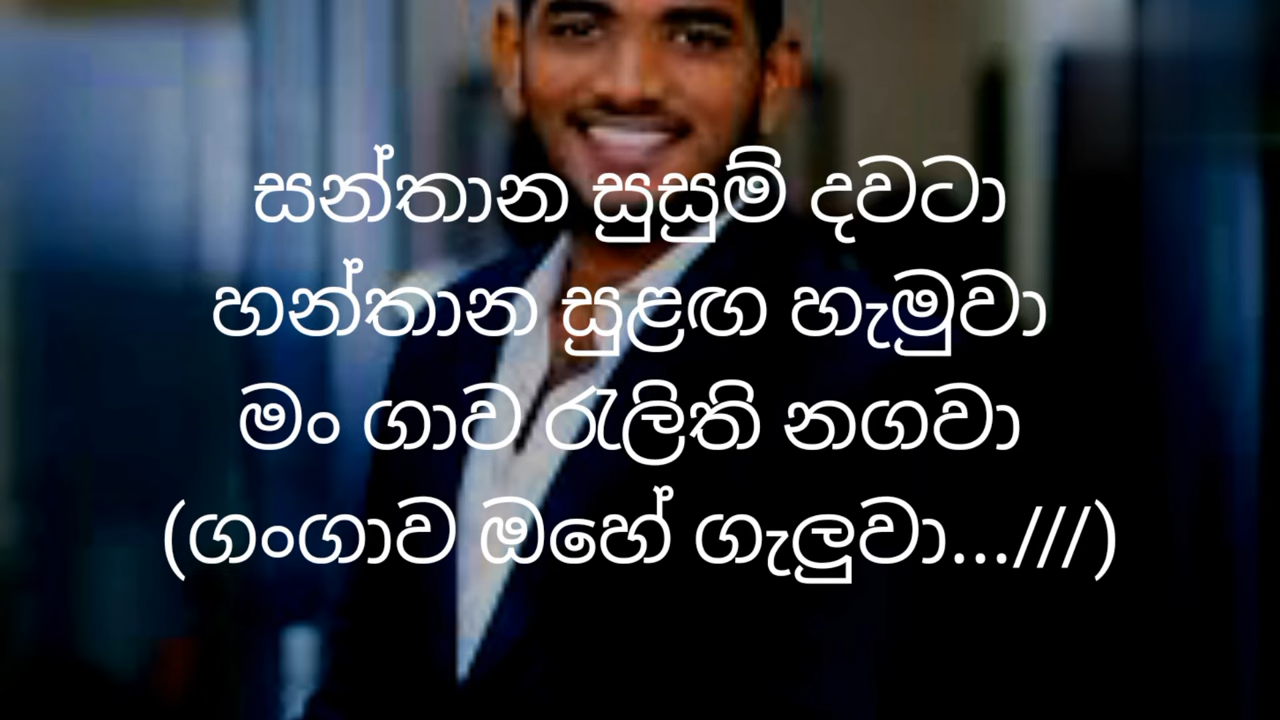 සන්තාන සුසුම් දවටා
හන්තාන සුළඟ හැමුවා
මං ගාව රැලිති නගවා
(ගංගාව ඔහේ ගැලුවා...///)